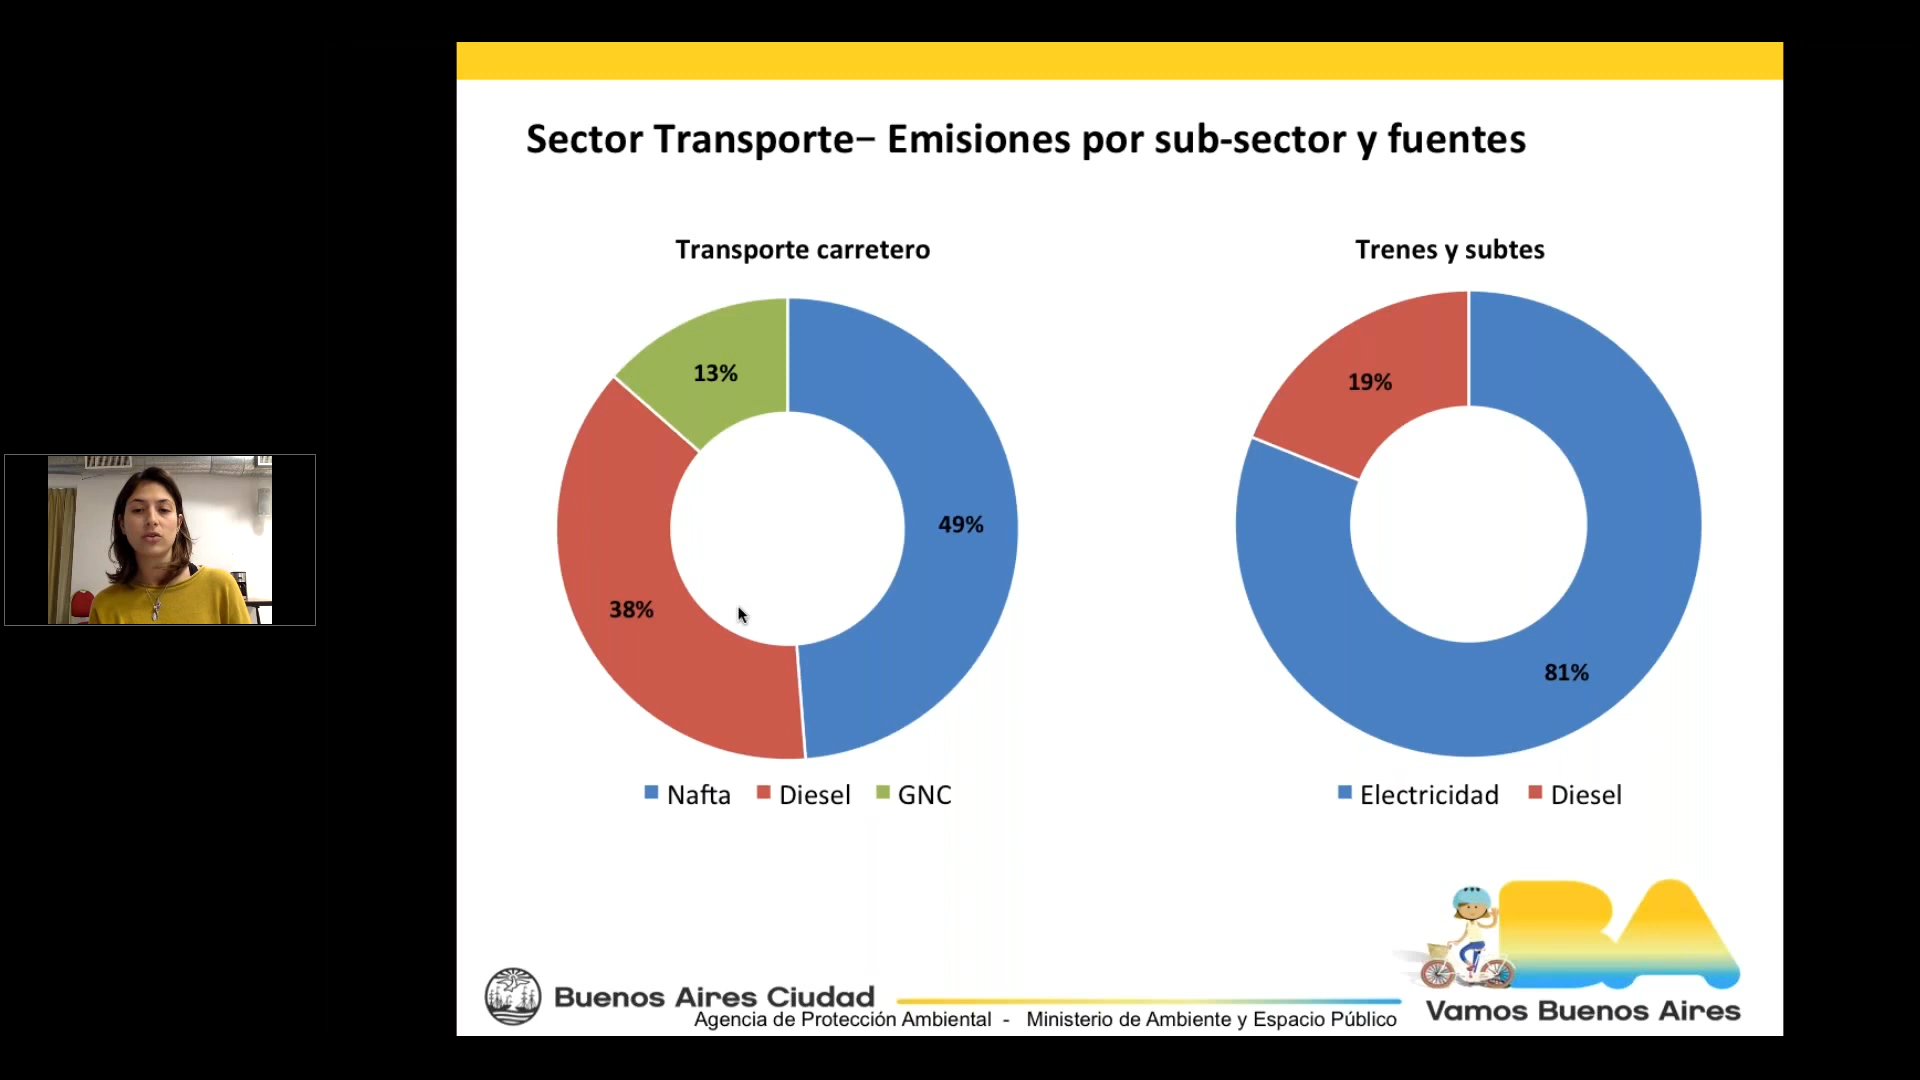 Sector Transporte– Emisiones por sub-sector y fuentes
Transporte carretero
13%
49%
38%
Nafta Diesel GNC
Trenes y subtes
19%
81%
Electricidad Diesel
Buenos Aires Ciudad
Agencia de Protección Ambiental - Ministerio de Ambiente y Espacio Público
BA
Vamos Buenos Aires